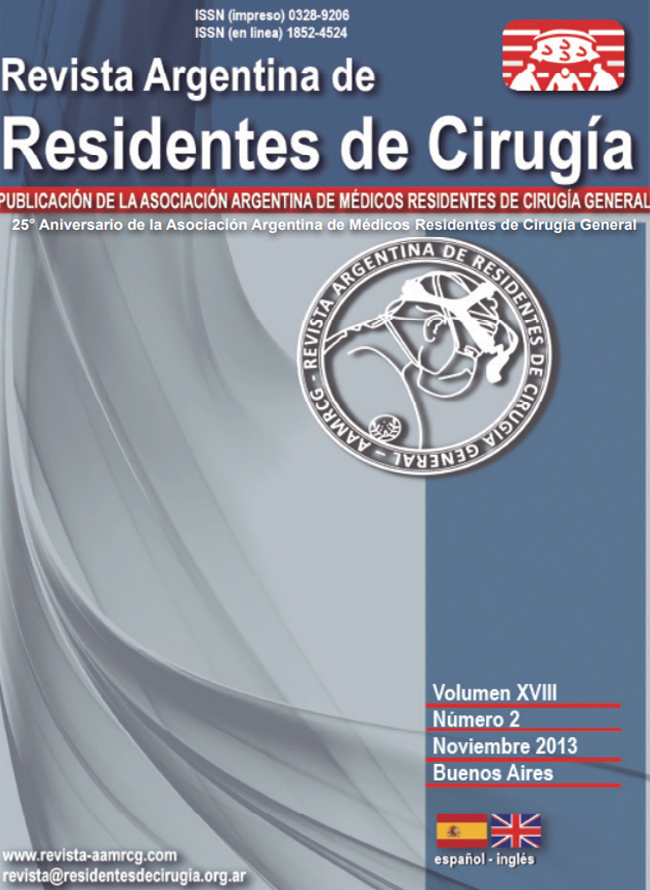 ISSN (impreso) 0328-9206
ISSN (en linea) 1852-4524
Revista Argentina de
Residentes de Cirugía
PUBLICACIÓN DE LA ASOCIACIÓN ARGENTINA DE MÉDICOS RESIDENTES DE CIRUGÍA GENERAL
25° Aniversario de la Asociación Argentina de Médicos Residentes de Cirugía General
AAMRCG - REVISTA ARGENTINA DE RESIDENTES DE CIRUGIA GENERAL –
Volumen XVIII
Número 2
Noviembre 2013
Buenos Aires
español - inglés
www.revista-aamrcg.com
revista@residentesdecirugia.org.ar